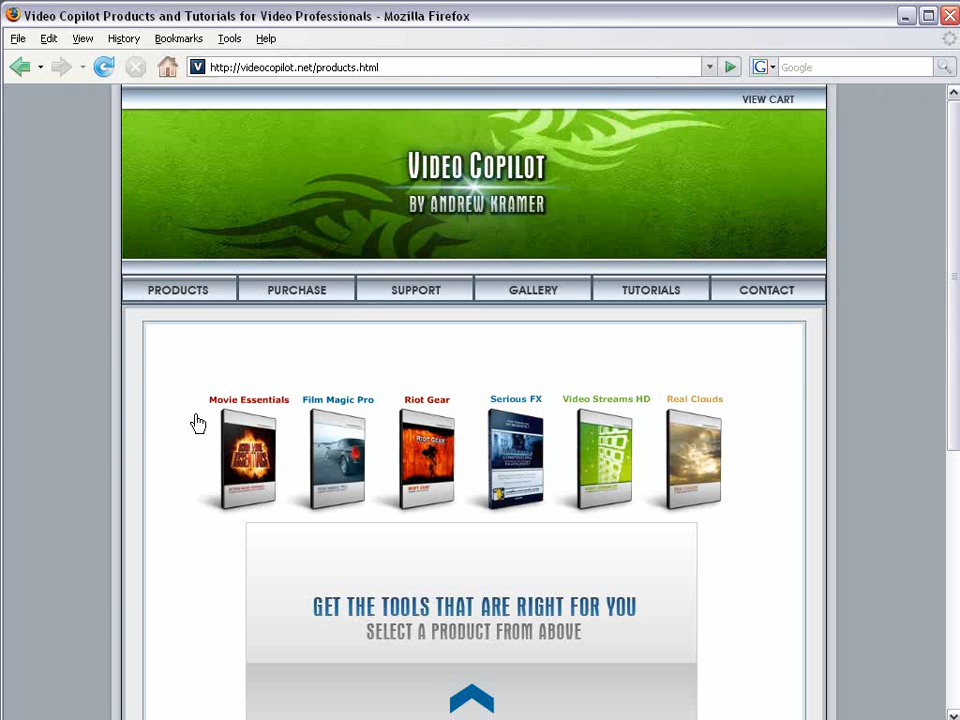 Video Copilot Products and Tutorials for Video Professionals - Mozilla Firefox
File Edit View History Bookmarks Tools Help
http://videocopilot.net/products.html
Google
VIEW CART
VIDEO COPILOT
BY ANDREW KRAMER
PRODUCTS PURCHASE SUPPORT GALLERY TUTORIALS CONTACT
Movie Essentials Film Magic Pro Riot Gear Serious FX Video Streams HD Real Clouds
RIOT GEAR
GET THE TOOLS THAT ARE RIGHT FOR YOU
SELECT A PRODUCT FROM ABOVE